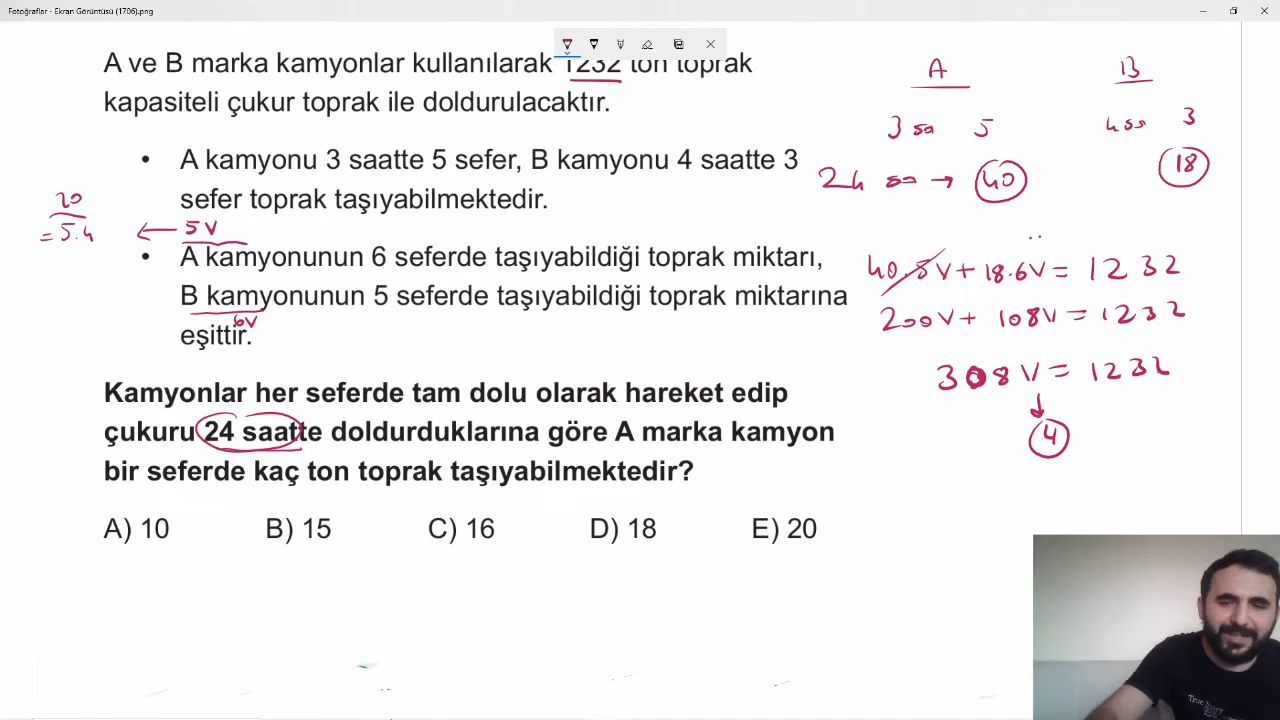 Fotoğraflar - Ekran Görüntüsü (1706).png
A ve B marka kamyonlar kullanılarak 1232 ton toprak
kapasiteli çukur toprak ile doldurulacaktır.
• A kamyonu 3 saatte 5 sefer, B kamyonu 4 saatte 3
sefer toprak taşıyabilmektedir.
5V
20
= 5.4
• A kamyonunun 6 seferde taşıyabildiği toprak miktarı,
B kamyonunun 5 seferde taşıyabildiği toprak miktarına
6V
eşittir.
Kamyonlar her seferde tam dolu olarak hareket edip
çukuru 24 saatte doldurduklarına göre A marka kamyon
bir seferde kaç ton toprak taşıyabilmektedir?
A) 10 B) 15 C) 16 D) 18 E) 20
A B
3 sa 5 4 sa 3
24 sa → 40 18
40.5V + 18.6V = 1232
200V + 108V = 1232
308V = 1232
4